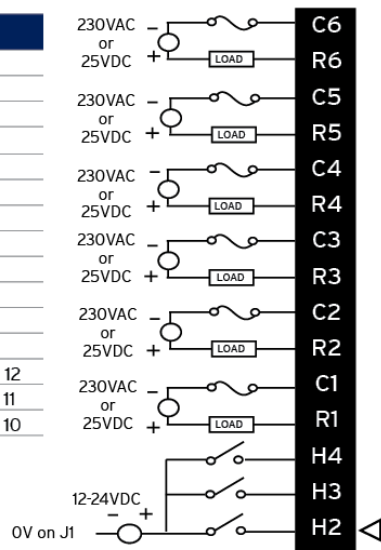 230VAC
or
25VDC
−
+
LOAD
C6
R6
230VAC
or
25VDC
−
+
LOAD
C5
R5
230VAC
or
25VDC
−
+
LOAD
C4
R4
230VAC
or
25VDC
−
+
LOAD
C3
R3
230VAC
or
25VDC
−
+
LOAD
C2
R2
230VAC
or
25VDC
−
+
LOAD
C1
R1
12
11
10
H4
H3
12-24VDC
− +
0V on J1
H2